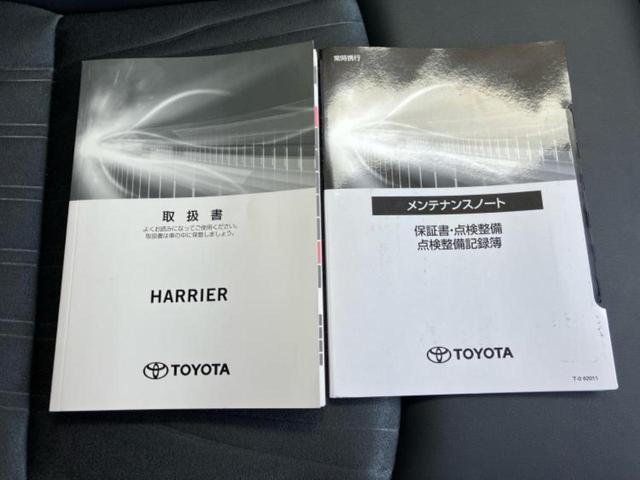 取扱書
よくお読みになってご使用ください。
取扱書は車の中に保管しましょう。
HARRIER
TOYOTA
常時携行
メンテナンスノート
保証書・点検整備
点検整備記録簿
TOYOTA
T-0 62011